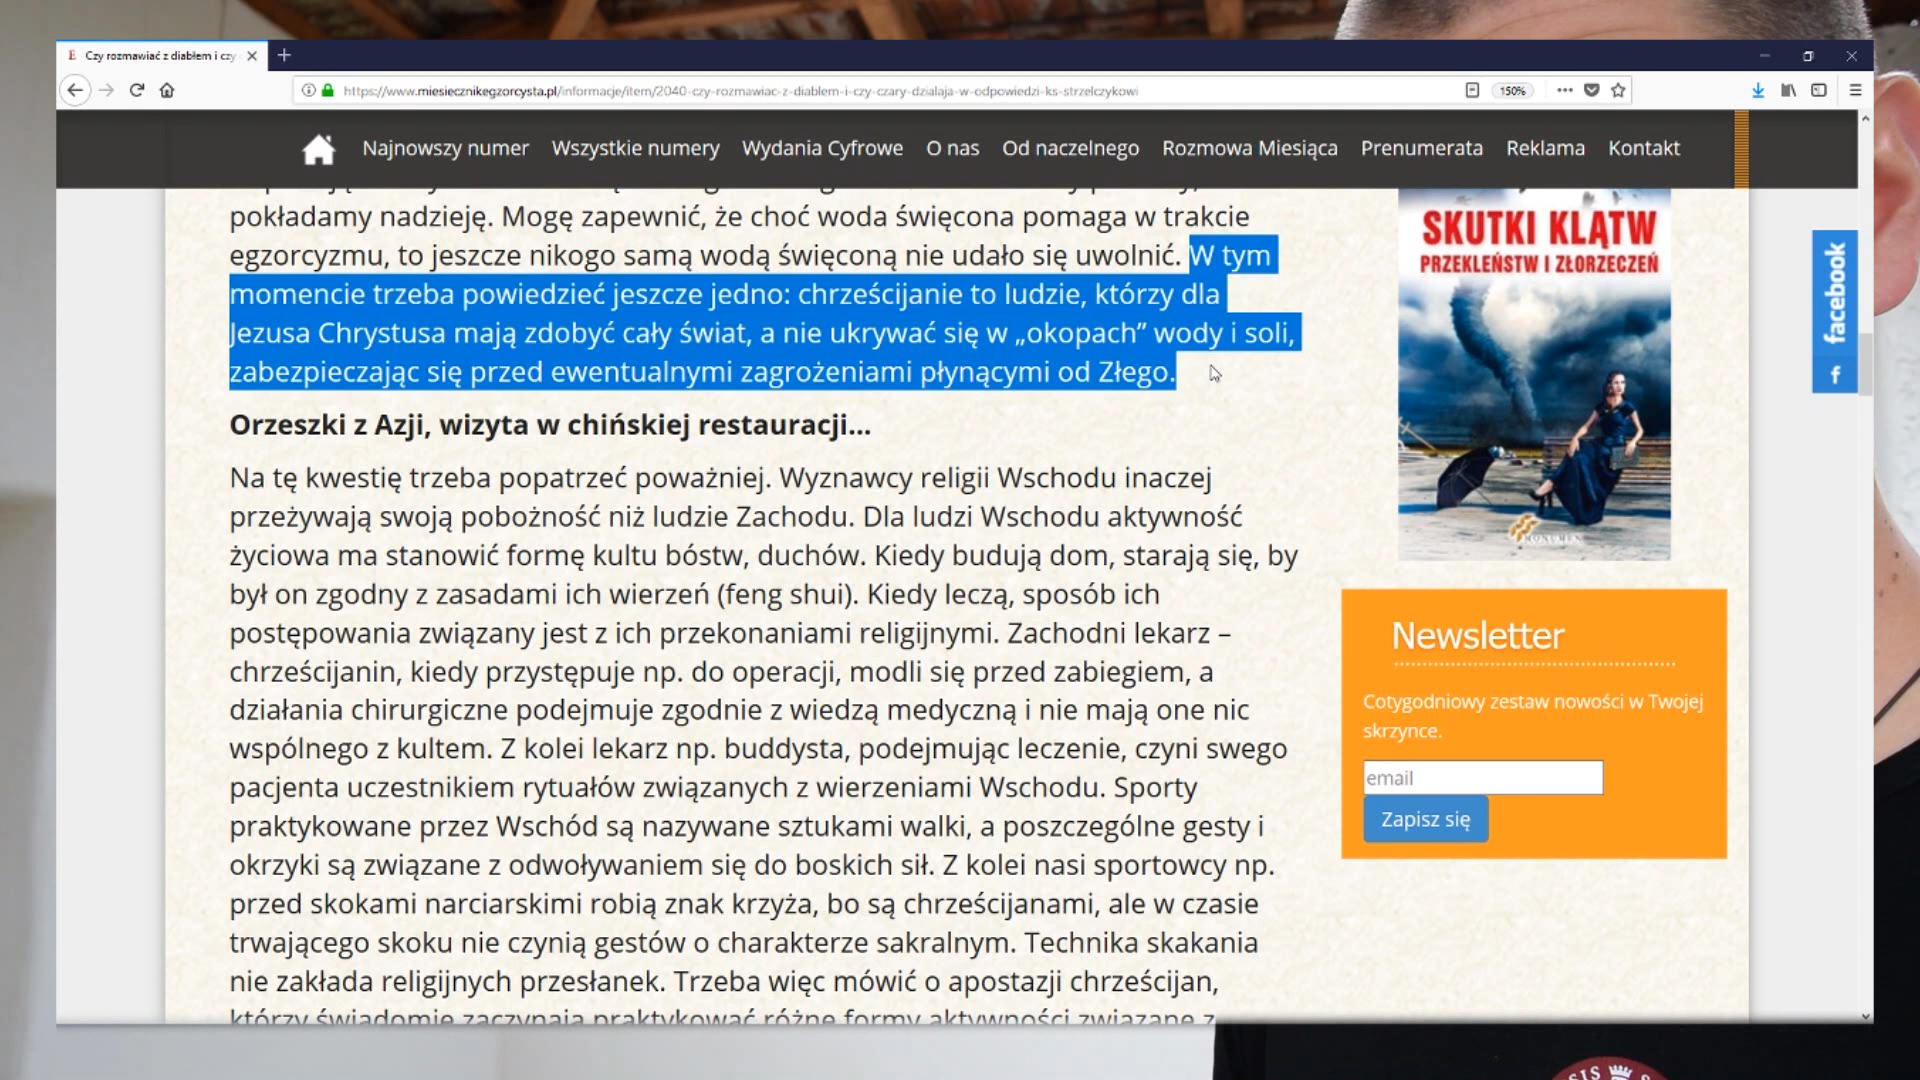 Czy rozmawiać z diabłem i czy
https://www.miesiecznikegzorcysta.pl/informacje/item/2040-czy-rozmawiac-z-diablem-i-czy-czary-dzialaja-w-odpowiedzi-ks-strzelczykowi
150%
Najnowszy numer Wszystkie numery Wydania Cyfrowe O nas Od naczelnego Rozmowa Miesiąca Prenumerata Reklama Kontakt
pokładamy nadzieję. Mogę zapewnić, że choć woda święcona pomaga w trakcie
egzorcyzmu, to jeszcze nikogo samą wodą święconą nie udało się uwolnić. W tym
momencie trzeba powiedzieć jeszcze jedno: chrześcijanie to ludzie, którzy dla
Jezusa Chrystusa mają zdobyć cały świat, a nie ukrywać się w „okopach” wody i soli,
zabezpieczając się przed ewentualnymi zagrożeniami płynącymi od Złego.
Orzeszki z Azji, wizyta w chińskiej restauracji...
Na tę kwestię trzeba popatrzeć poważniej. Wyznawcy religii Wschodu inaczej
przeżywają swoją pobożność niż ludzie Zachodu. Dla ludzi Wschodu aktywność
życiowa ma stanowić formę kultu bóstw, duchów. Kiedy budują dom, starają się, by
był on zgodny z zasadami ich wierzeń (feng shui). Kiedy leczą, sposób ich
postępowania związany jest z ich przekonaniami religijnymi. Zachodni lekarz –
chrześcijanin, kiedy przystępuje np. do operacji, modli się przed zabiegiem, a
działania chirurgiczne podejmuje zgodnie z wiedzą medyczną i nie mają one nic
wspólnego z kultem. Z kolei lekarz np. buddysta, podejmując leczenie, czyni swego
pacjenta uczestnikiem rytuałów związanych z wierzeniami Wschodu. Sporty
praktykowane przez Wschód są nazywane sztukami walki, a poszczególne gesty i
okrzyki są związane z odwoływaniem się do boskich sił. Z kolei nasi sportowcy np.
przed skokami narciarskimi robią znak krzyża, bo są chrześcijanami, ale w czasie
trwającego skoku nie czynią gestów o charakterze sakralnym. Technika skakania
nie zakłada religijnych przesłanek. Trzeba więc mówić o apostazji chrześcijan,
którzy świadomie zaczynają praktykować różne formy aktywności związane z
SKUTKI KLĄTW
PRZEKLEŃSTW I ZŁORZECZEŃ
Newsletter
Cotygodniowy zestaw nowości w Twojej
skrzynce.
email
Zapisz się
facebook
f